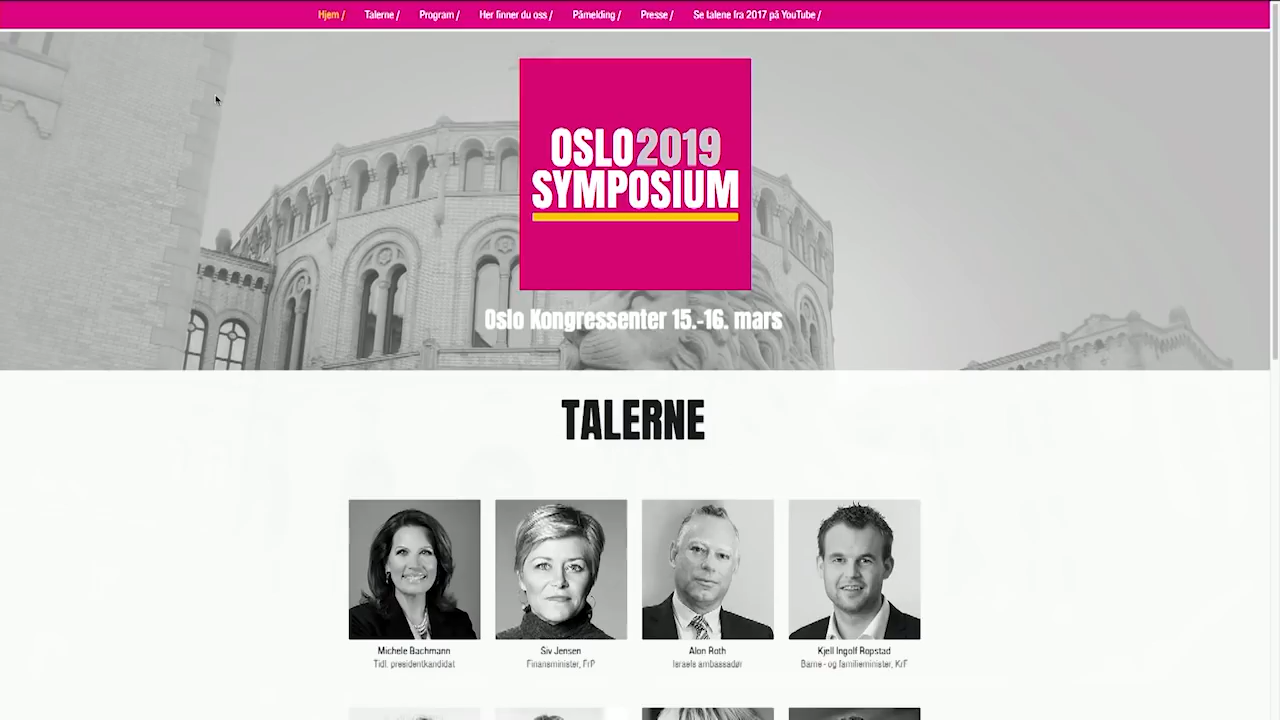 Hjem / Talerne / Program / Her finner du oss / Påmelding / Presse / Se talene fra 2017 på YouTube /
OSLO2019
SYMPOSIUM
Oslo Kongressenter 15.-16. mars
TALERNE
Michele Bachmann
Tidl. presidentkandidat
Siv Jensen
Finansminister, FrP
Alon Roth
Israels ambassadør
Kjell Ingolf Ropstad
Barne- og familieminister, KrF